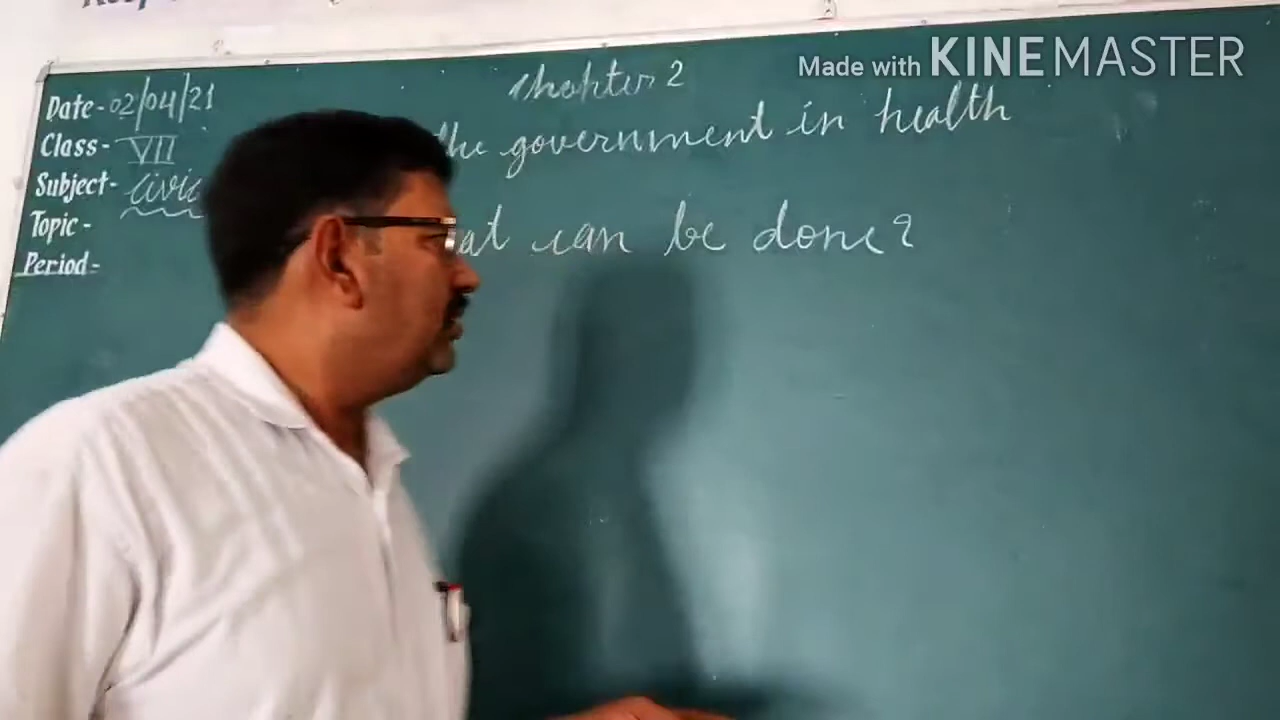 Made with KINEMASTER
Chapter 2
Date - 02/04/21
the government in health
Class - VII
Subject - civic
at can be done?
Topic -
Period -